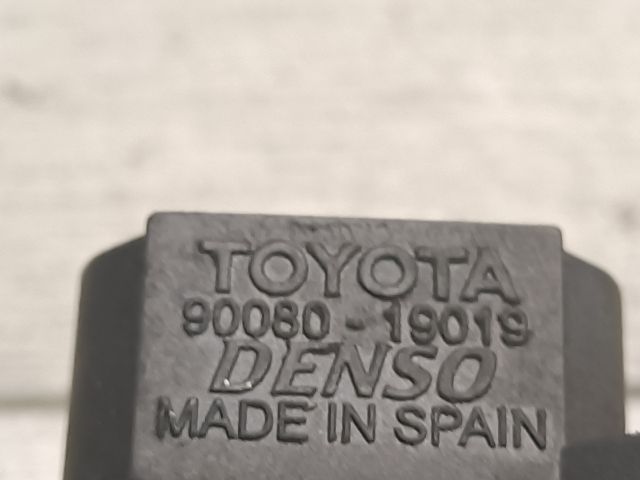 TOYOTA
90080-19019
DENSO
MADE IN SPAIN